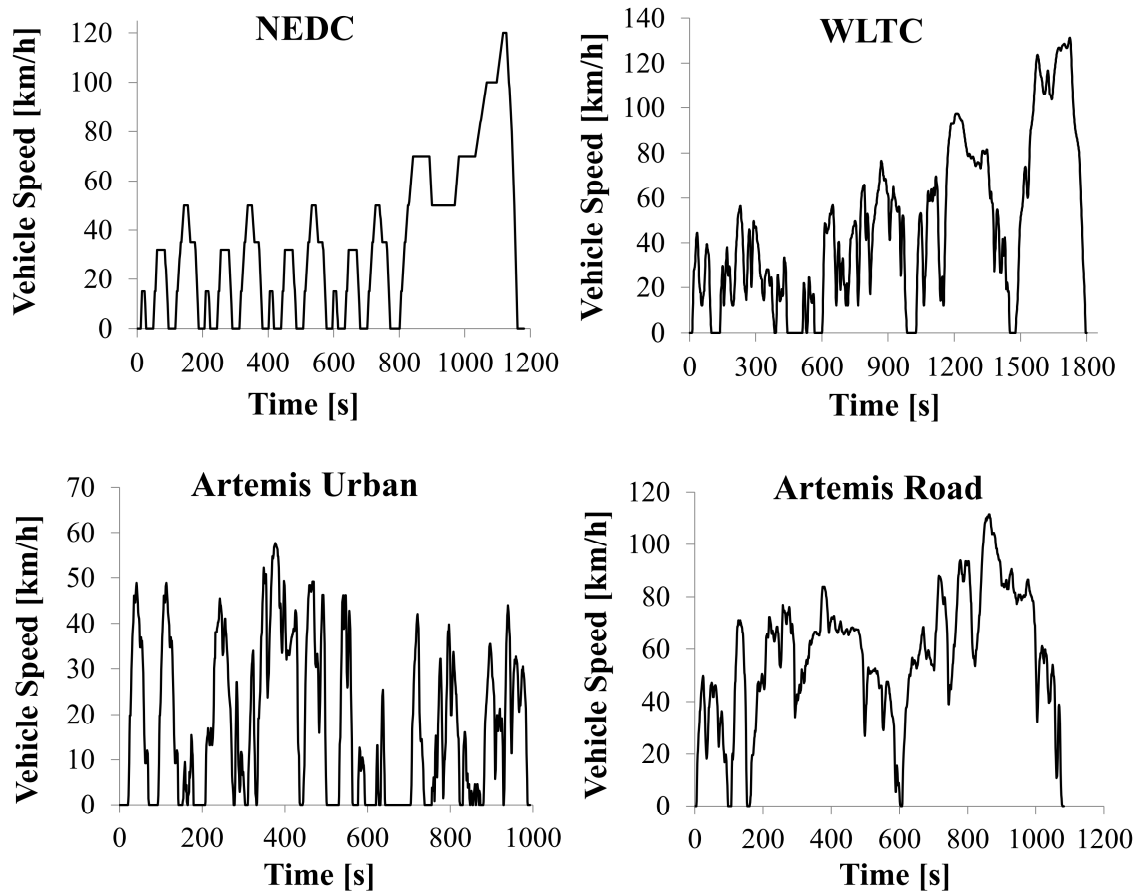 NEDC
Vehicle Speed [km/h]
120
100
80
60
40
20
0
0 200 400 600 800 1000 1200
Time [s]
WLTC
Vehicle Speed [km/h]
140
120
100
80
60
40
20
0
0 300 600 900 1200 1500 1800
Time [s]
Artemis Urban
Vehicle Speed [km/h]
70
60
50
40
30
20
10
0
0 200 400 600 800 1000
Time [s]
Artemis Road
Vehicle Speed [km/h]
120
100
80
60
40
20
0
0 200 400 600 800 1000 1200
Time [s]